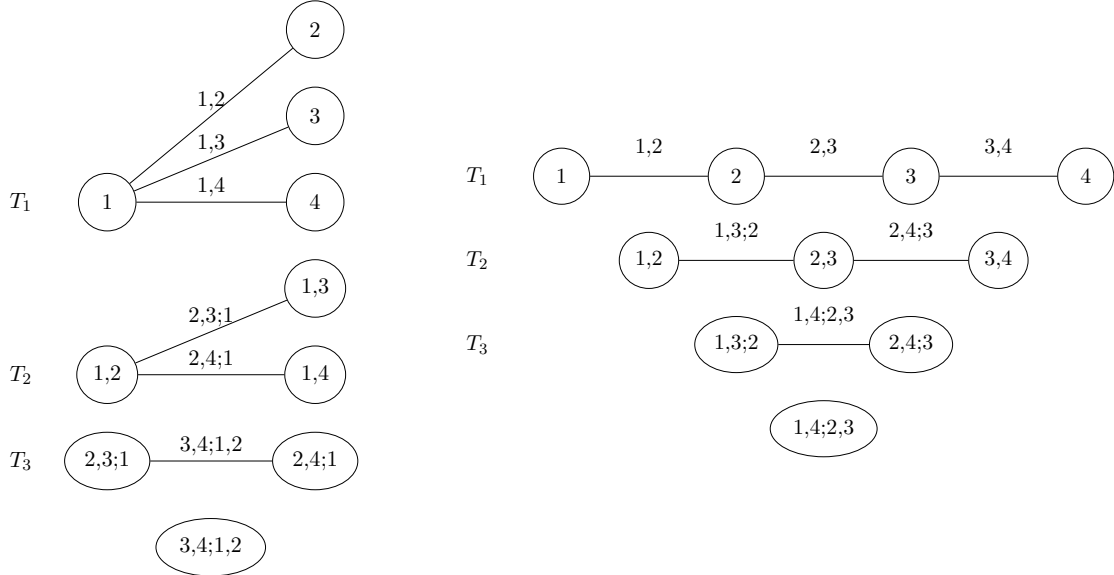 2
1,2
3
1,3
T1 1 1,4 4
1,3
2,3;1
T2 1,2 2,4;1 1,4
T3 2,3;1 3,4;1,2 2,4;1
3,4;1,2
1,2 2,3 3,4
T1 1 2 3 4
1,3;2 2,4;3
T2 1,2 2,3 3,4
1,4;2,3
T3 1,3;2 2,4;3
1,4;2,3